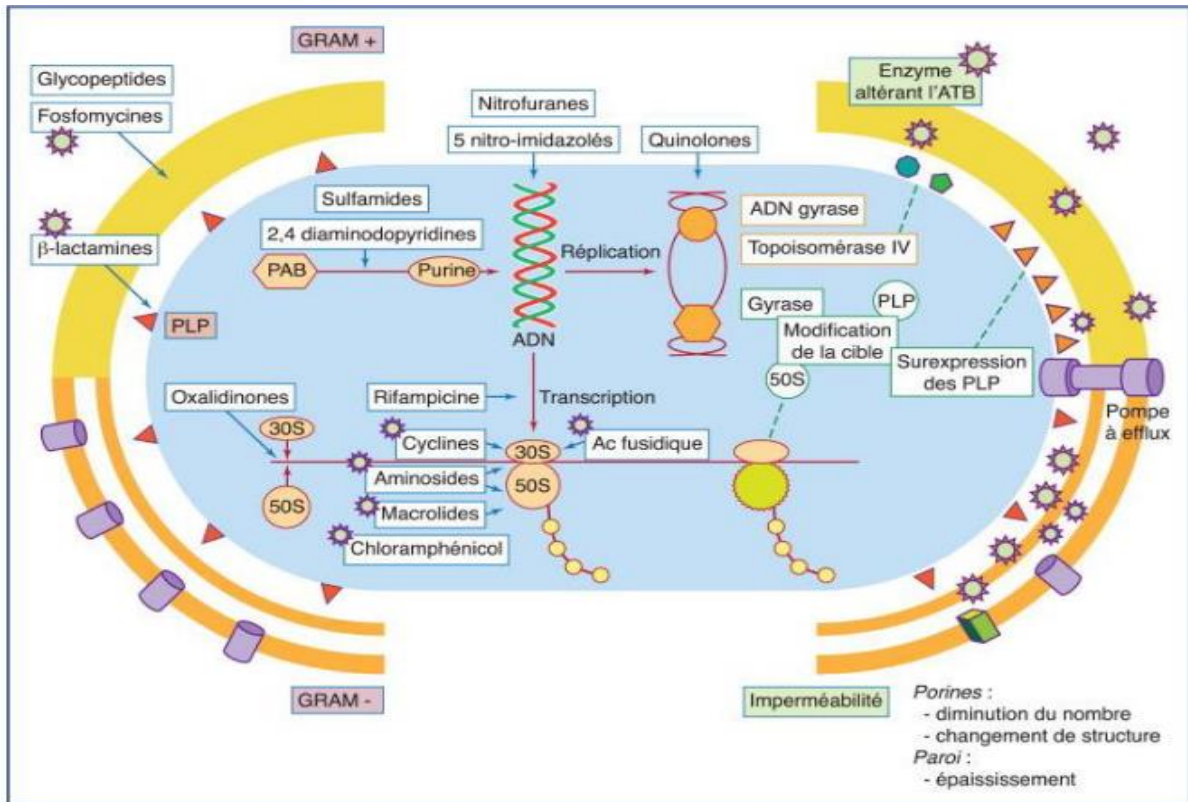 GRAM +
Glycopeptides
Fosfomycines
β-lactamines
PLP
Nitrofuranes
5 nitro-imidazolés
Quinolones
Sulfamides
2,4 diaminodopyridines
PAB
Purine
ADN
Réplication
ADN gyrase
Topoisomérase IV
Enzyme
altérant l'ATB
Gyrase
PLP
Modification
de la cible
50S
Surexpression
des PLP
Pompe
à efflux
Oxalidinones
30S
50S
Rifampicine
Transcription
Cyclines
30S
Ac fusidique
Aminosides
50S
Macrolides
Chloramphénicol
GRAM -
Imperméabilité
Porines :
- diminution du nombre
- changement de structure
Paroi :
- épaississement